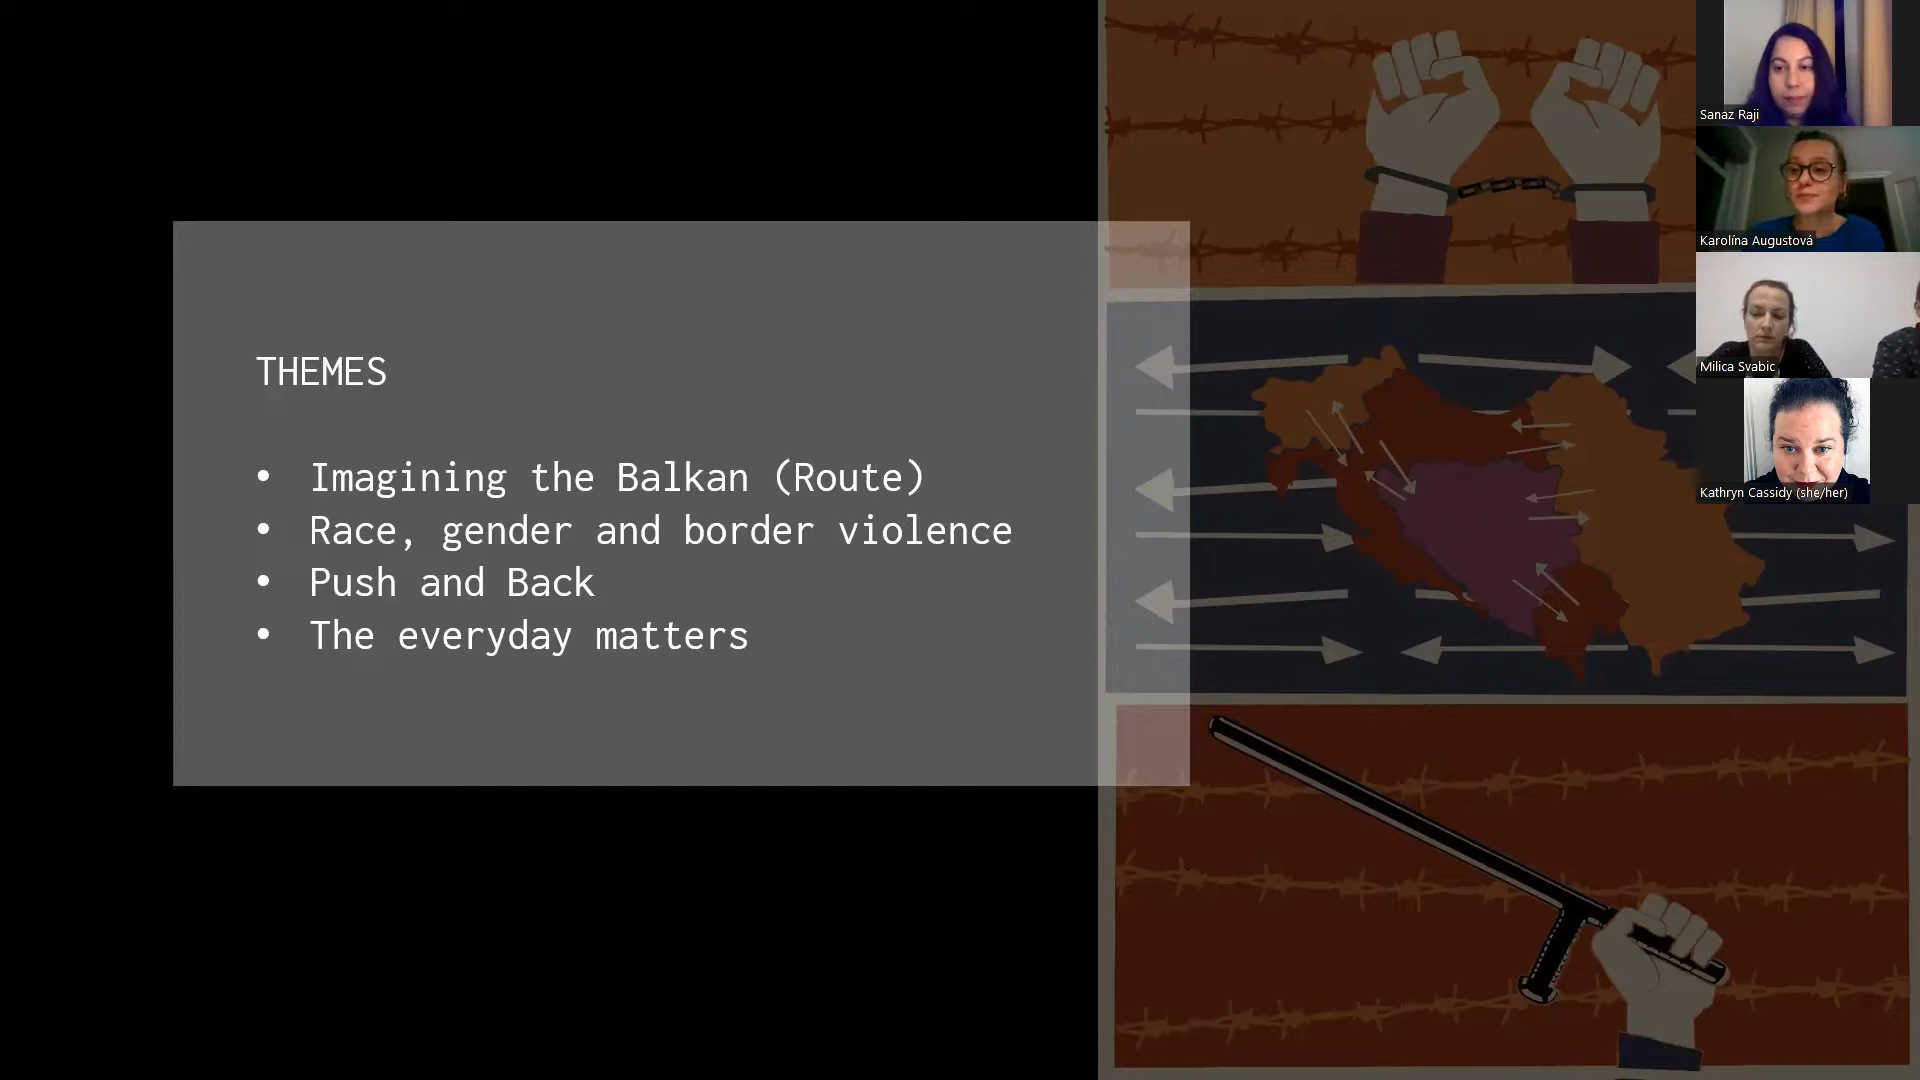 THEMES
• Imagining the Balkan (Route)
• Race, gender and border violence
• Push and Back
• The everyday matters
Sanaz Raji
Karolína Augustová
Milica Svabic
Kathryn Cassidy (she/her)